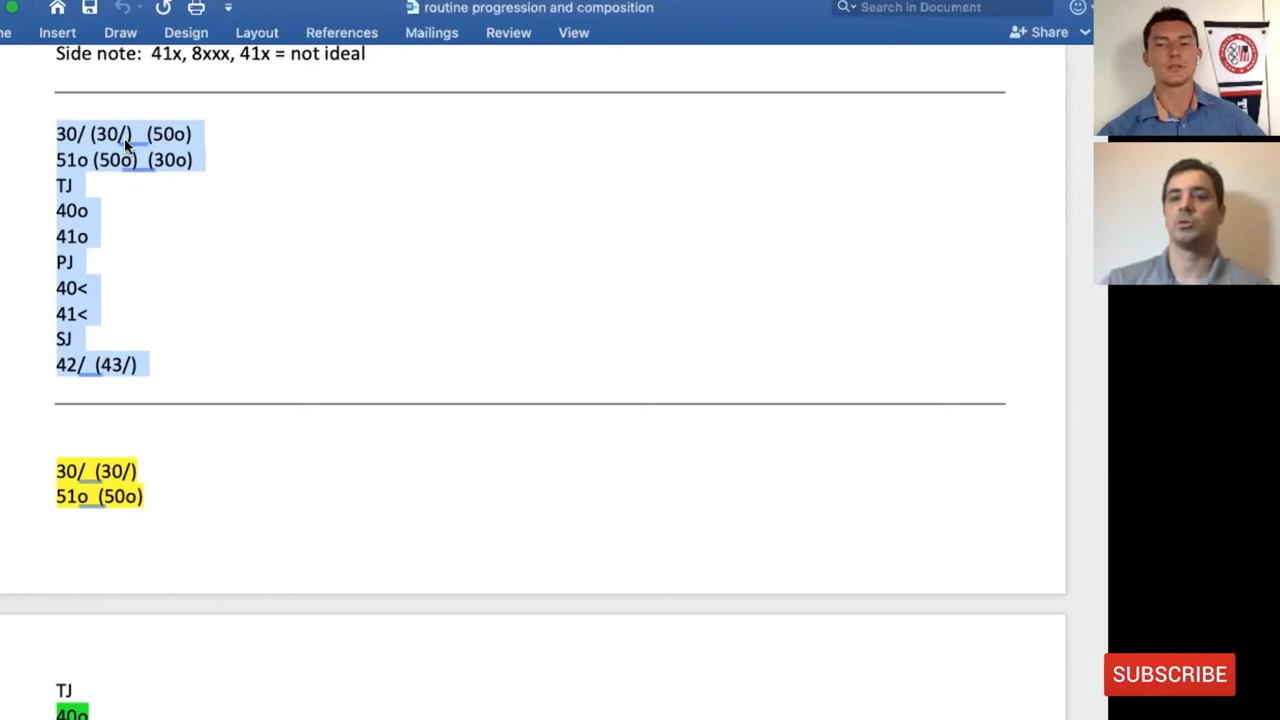 routine progression and composition
Search in Document
Insert Draw Design Layout References Mailings Review View
Share
Side note: 41x, 8xxx, 41x = not ideal
30/ (30/) (50o)
51o (50o) (30o)
TJ
40o
41o
PJ
40<
41<
SJ
42/ (43/)
30/ (30/)
51o (50o)
TJ
40o
SUBSCRIBE